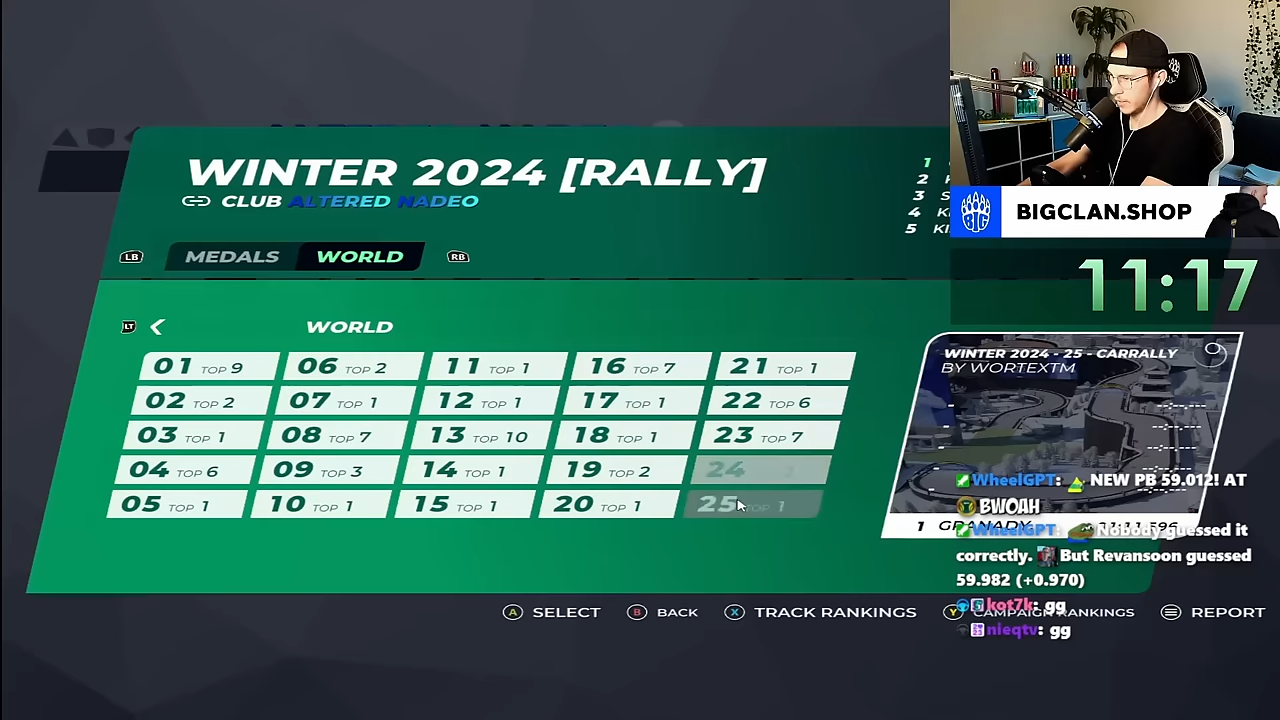 WINTER 2024 [RALLY]
CLUB ALTERED NADEO
1
2
3 S
4
5
LB MEDALS WORLD RB
BIG
BIGCLAN.SHOP
11:17
LT < WORLD
01 TOP 9 06 TOP 2 11 TOP 1 16 TOP 7 21 TOP 1
02 TOP 2 07 TOP 1 12 TOP 1 17 TOP 1 22 TOP 6
03 TOP 1 08 TOP 7 13 TOP 10 18 TOP 1 23 TOP 7
04 TOP 6 09 TOP 3 14 TOP 1 19 TOP 2 24
05 TOP 1 10 TOP 1 15 TOP 1 20 TOP 1 25 TOP 1
WINTER 2024 - 25 - CARRALLY
BY WORTEXTM
1 GRANADY
WheelGPT: NEW PB 59.012! AT
BWOAH
WheelGPT: Nobody guessed it
correctly. But Revansoon guessed
59.982 (+0.970)
kot7k: gg
nieqtv: gg
A SELECT B BACK X TRACK RANKINGS Y CAMPAIGN RANKINGS REPORT